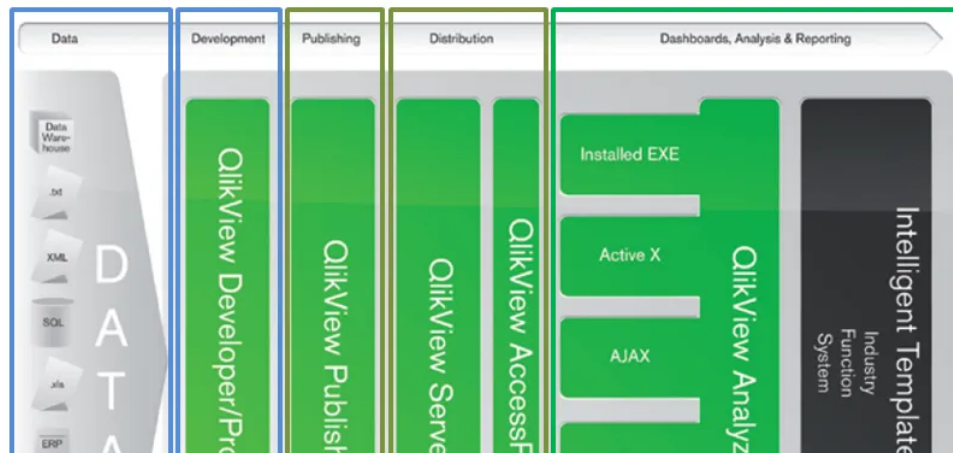 Data
Development
Publishing
Distribution
Dashboards, Analysis & Reporting
Data
Ware-
house
.txt
XML
SQL
.xls
ERP
DATA
QlikView Developer/Pro
QlikView Publish
QlikView Serve
QlikView AccessP
Installed EXE
Active X
AJAX
QlikView Analyz
Intelligent Template
Industry
Function
System